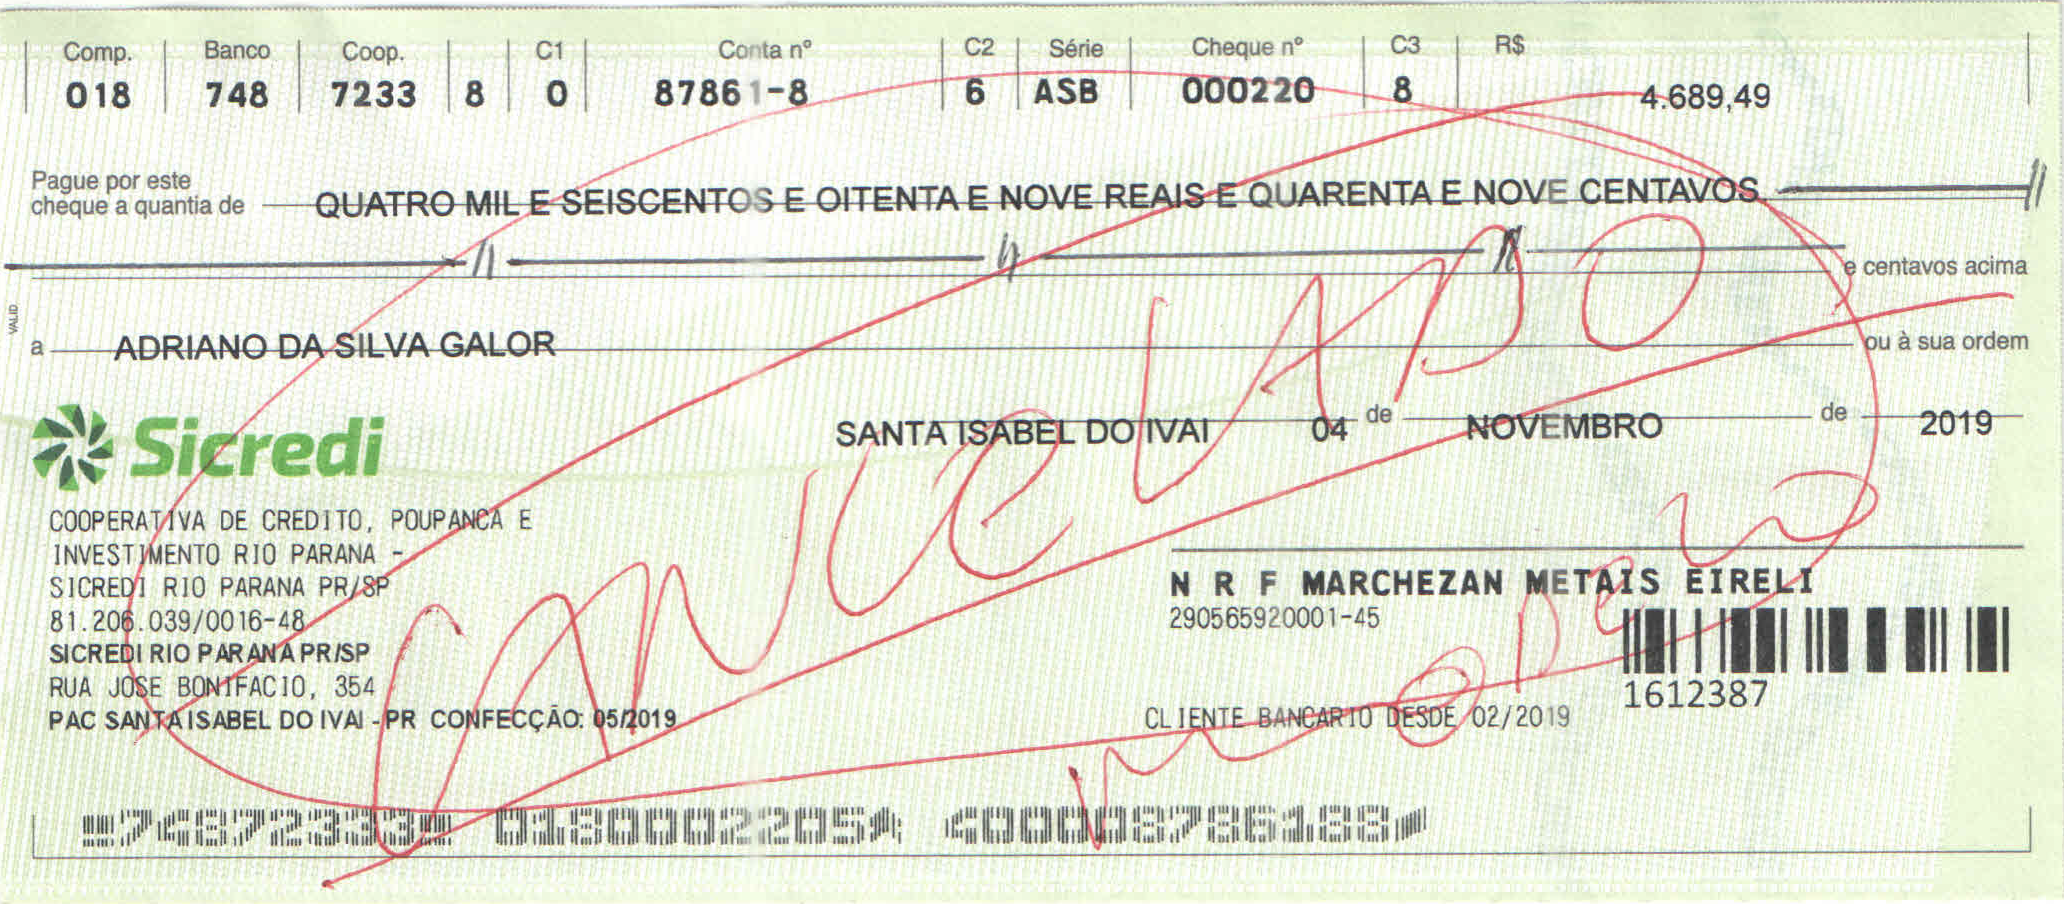 Comp. Banco Coop. C1 Conta nº C2 Série Cheque nº C3 R$
018 748 7233 8 0 87861-8 6 ASB 000220 8 4.689,49
Pague por este
cheque a quantia de QUATRO MIL E SEISCENTOS E OITENTA E NOVE REAIS E QUARENTA E NOVE CENTAVOS.
e centavos acima
VALID
a ADRIANO DA SILVA GALOR ou à sua ordem
Sicredi
SANTA ISABEL DO IVAI 04 de NOVEMBRO de 2019
CANCELADO
COOPERATIVA DE CREDITO, POUPANCA E
INVESTIMENTO RIO PARANA -
SICREDI RIO PARANA PR/SP
81.206.039/0016-48
SICREDI RIO PARANA PR/SP
RUA JOSE BONIFACIO, 354
PAC SANTA ISABEL DO IVAI - PR CONFECÇÃO: 05/2019
N R F MARCHEZAN METAIS EIRELI
290565920001-45
1612387
CLIENTE BANCARIO DESDE 02/2019
74872333 0180002205 400008786188